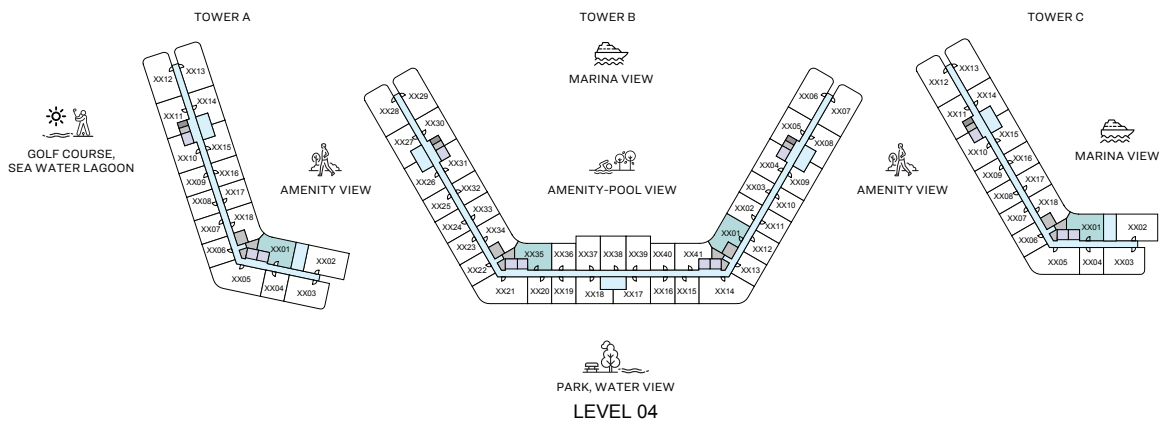 TOWER A
TOWER B
TOWER C
MARINA VIEW
GOLF COURSE,
SEA WATER LAGOON
AMENITY VIEW
AMENITY-POOL VIEW
AMENITY VIEW
MARINA VIEW
XX12
XX13
XX11
XX14
XX10
XX15
XX09
XX16
XX08
XX17
XX07
XX18
XX06
XX01
XX02
XX05
XX04
XX03
XX28
XX29
XX27
XX30
XX31
XX26
XX32
XX25
XX33
XX24
XX34
XX23
XX22
XX35
XX36
XX37
XX38
XX39
XX40
XX41
XX21
XX20
XX19
XX18
XX17
XX16
XX15
XX14
XX06
XX07
XX05
XX08
XX04
XX09
XX03
XX10
XX02
XX11
XX01
XX12
XX13
XX12
XX13
XX11
XX14
XX10
XX15
XX09
XX16
XX08
XX17
XX07
XX18
XX06
XX01
XX02
XX05
XX04
XX03
PARK, WATER VIEW
LEVEL 04